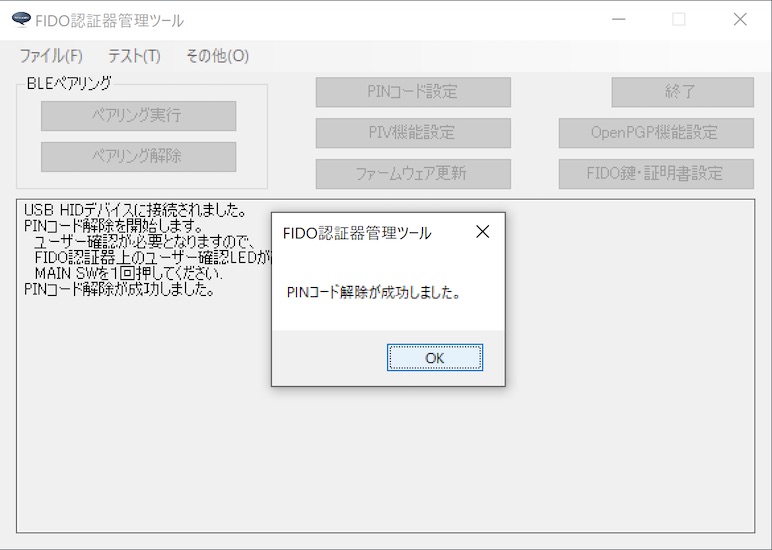 FIDO認証器管理ツール
ファイル(F) テスト(T) その他(O)
BLEペアリング
ペアリング実行
ペアリング解除
PINコード設定
PIV機能設定
ファームウェア更新
終了
OpenPGP機能設定
FIDO鍵・証明書設定
USB HIDデバイスに接続されました。
PINコード解除を開始します。
ユーザー確認が必要となりますので、
FIDO認証器上のユーザー確認LEDが
MAIN SWを1回押してください.
PINコード解除が成功しました。
FIDO認証器管理ツール
PINコード解除が成功しました。
OK